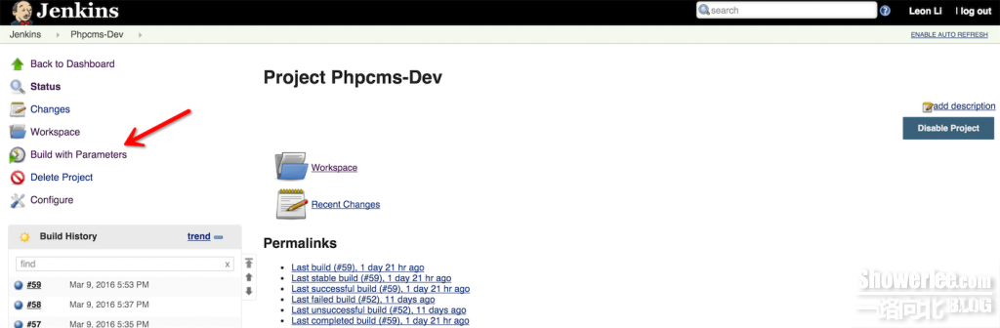 Jenkins
search
Leon Li
| log out
Jenkins
Phpcms-Dev
ENABLE AUTO REFRESH
Back to Dashboard
Status
Changes
Workspace
Build with Parameters
Delete Project
Configure
Build History
trend
find
x
#59 Mar 9, 2016 5:53 PM
#58 Mar 9, 2016 5:37 PM
#57 Mar 9, 2016 5:35 PM
Project Phpcms-Dev
add description
Disable Project
Workspace
Recent Changes
Permalinks
Last build (#59), 1 day 21 hr ago
Last stable build (#59), 1 day 21 hr ago
Last successful build (#59), 1 day 21 hr ago
Last failed build (#52), 11 days ago
Last unsuccessful build (#52), 11 days ago
Last completed build (#59), 1 day 21 hr ago
Showerlee.com
一路向北 BLOG